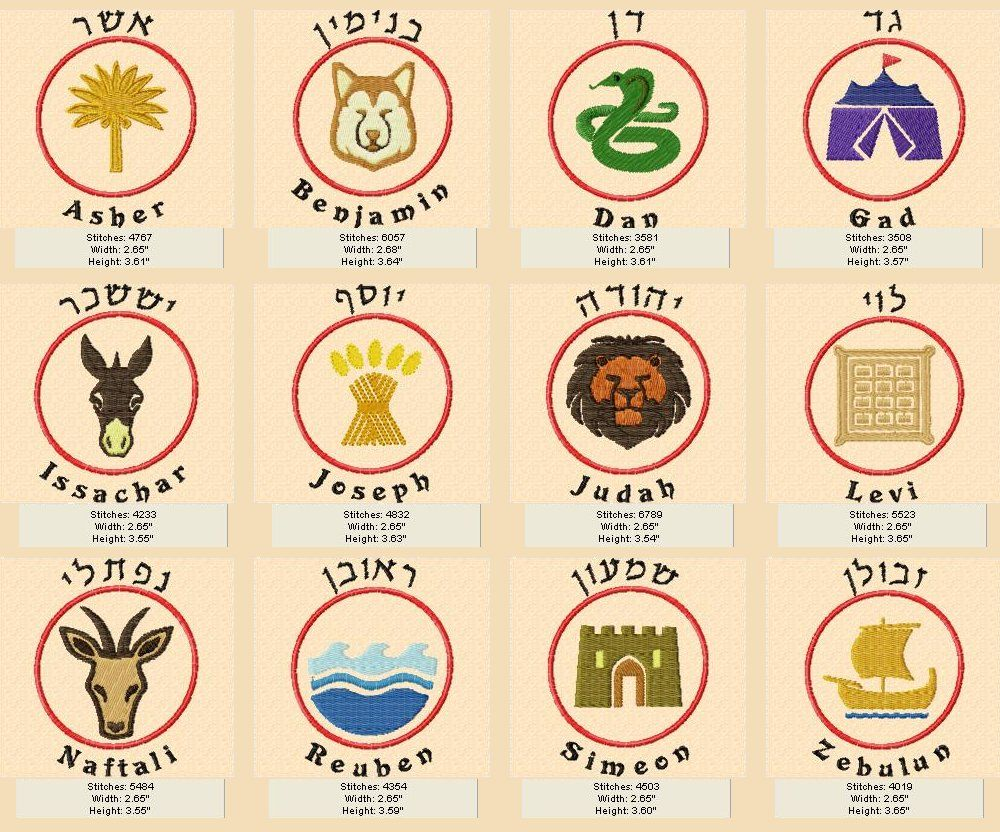 אשר
Asher
Stitches: 4767
Width: 2.65"
Height: 3.61"
בנימין
Benjamin
Stitches: 6057
Width: 2.68"
Height: 3.64"
דן
Dan
Stitches: 3581
Width: 2.65"
Height: 3.61"
גד
Gad
Stitches: 3508
Width: 2.65"
Height: 3.57"
יששכר
Issachar
Stitches: 4233
Width: 2.65"
Height: 3.55"
יוסף
Joseph
Stitches: 4832
Width: 2.65"
Height: 3.63"
יהודה
Judah
Stitches: 6789
Width: 2.65"
Height: 3.54"
לוי
Levi
Stitches: 5523
Width: 2.65"
Height: 3.65"
נפתלי
Naftali
Stitches: 5484
Width: 2.65"
Height: 3.55"
ראובן
Reuben
Stitches: 4354
Width: 2.65"
Height: 3.59"
שמעון
Simeon
Stitches: 4503
Width: 2.65"
Height: 3.60"
זבולן
Zebulun
Stitches: 4019
Width: 2.65"
Height: 3.65"